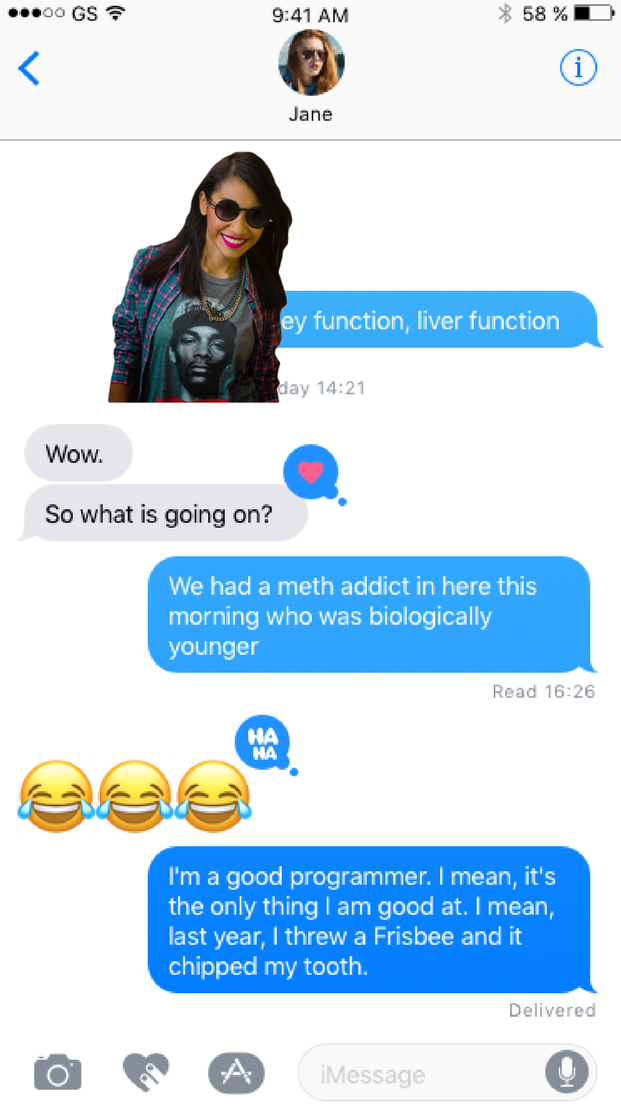 GS
9:41 AM
58 %
Jane
ey function, liver function
day 14:21
Wow.
So what is going on?
We had a meth addict in here this
morning who was biologically
younger
Read 16:26
HA
HA
I'm a good programmer. I mean, it's
the only thing I am good at. I mean,
last year, I threw a Frisbee and it
chipped my tooth.
Delivered
iMessage